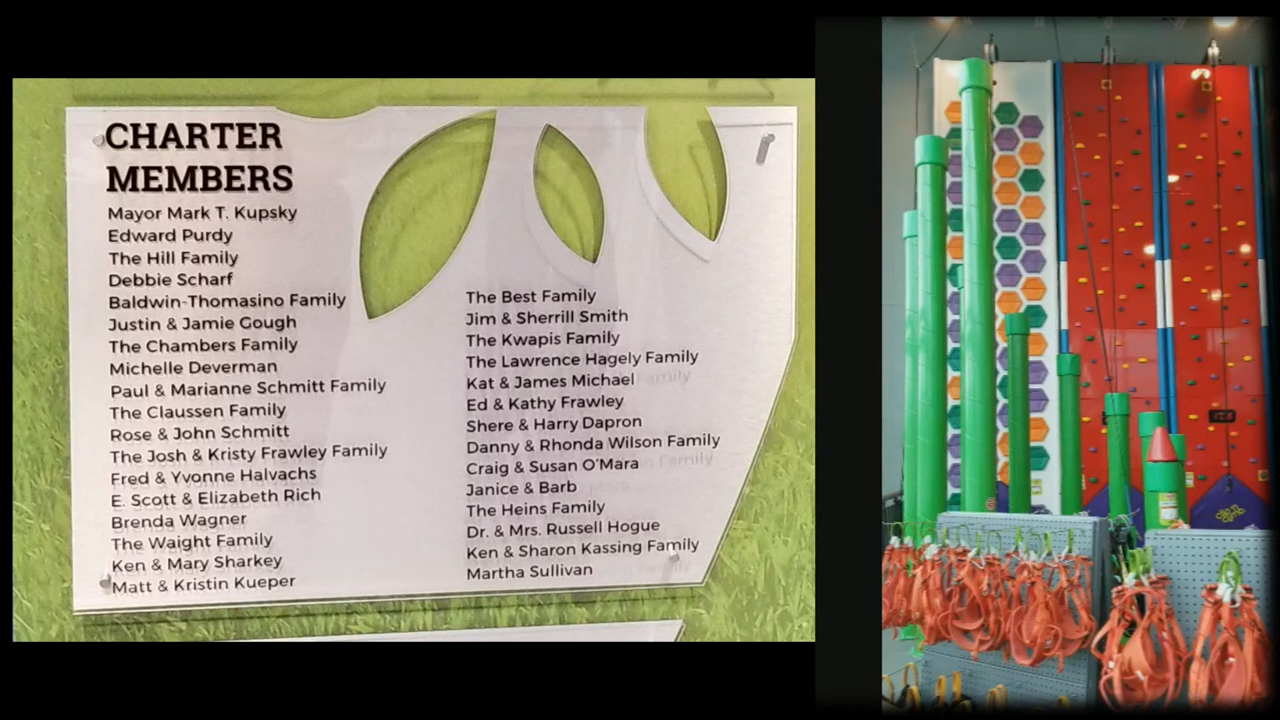 CHARTER
MEMBERS
Mayor Mark T. Kupsky
Edward Purdy
The Hill Family
Debbie Scharf
Baldwin-Thomasino Family
Justin & Jamie Gough
The Chambers Family
Michelle Deverman
Paul & Marianne Schmitt Family
The Claussen Family
Rose & John Schmitt
The Josh & Kristy Frawley Family
Fred & Yvonne Halvachs
E. Scott & Elizabeth Rich
Brenda Wagner
The Waight Family
Ken & Mary Sharkey
Matt & Kristin Kueper
The Best Family
Jim & Sherrill Smith
The Kwapis Family
The Lawrence Hagely Family
Kat & James Michael
Ed & Kathy Frawley
Shere & Harry Dapron
Danny & Rhonda Wilson Family
Craig & Susan O'Mara
Janice & Barb
The Heins Family
Dr. & Mrs. Russell Hogue
Ken & Sharon Kassing Family
Martha Sullivan